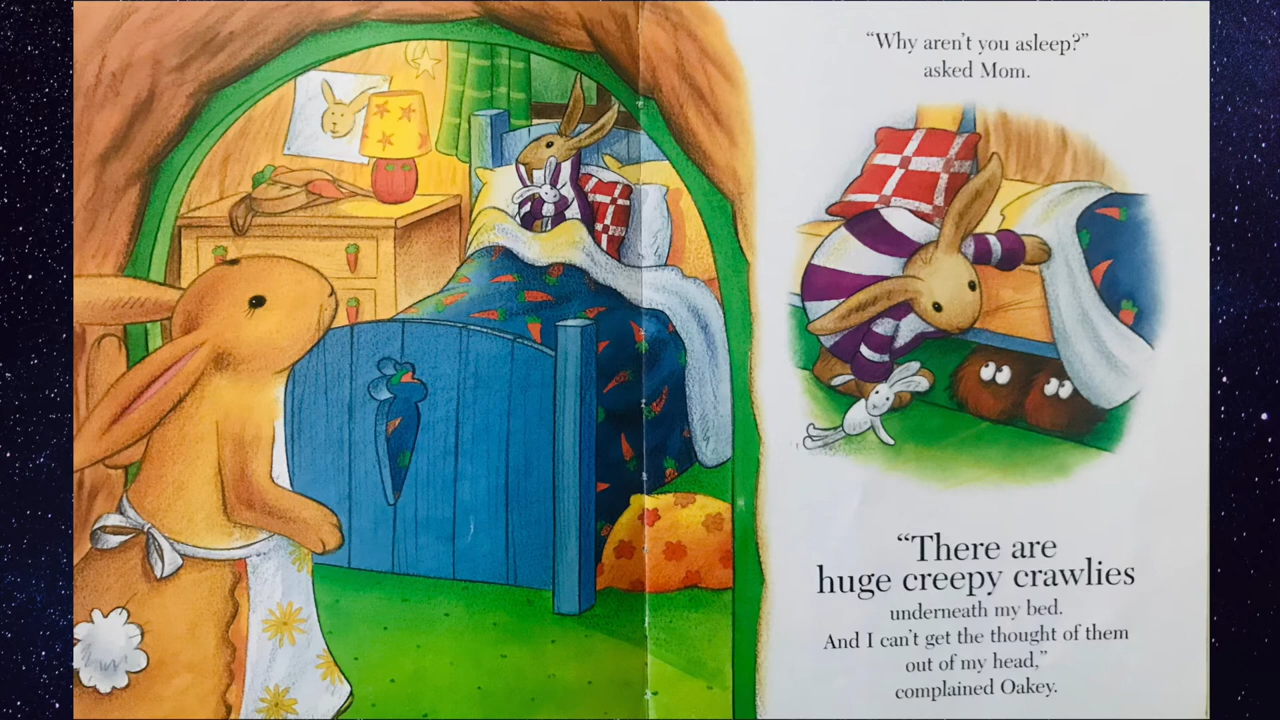 “Why aren’t you asleep?”
asked Mom.
“There are
huge creepy crawlies
underneath my bed.
And I can’t get the thought of them
out of my head,”
complained Oakey.